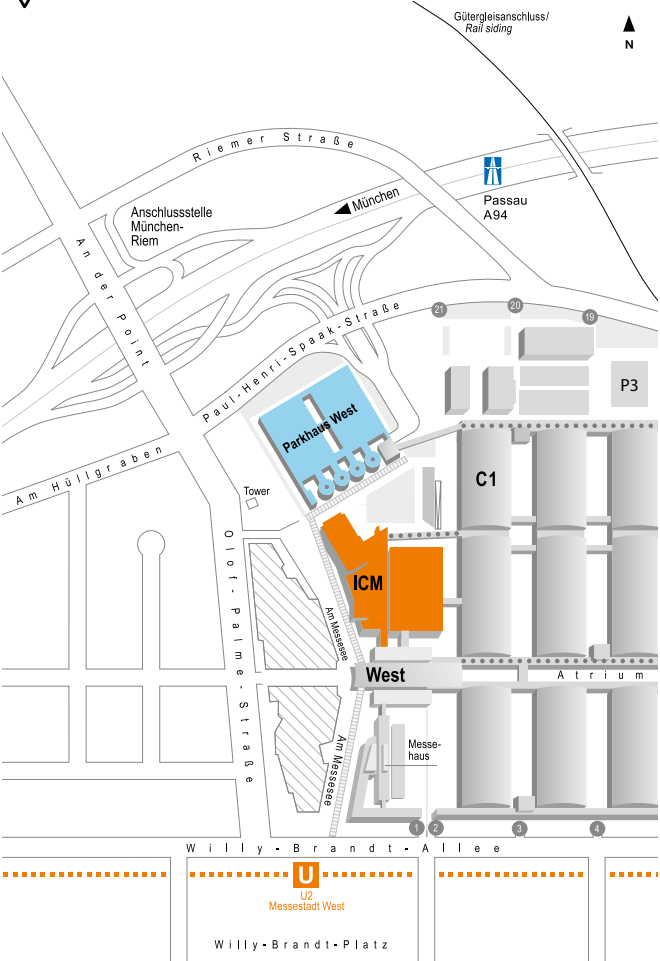 Gütergleisanschluss/
Rail siding
N
Riemer Straße
Passau
A94
München
Anschlussstelle
München-
Riem
An der Point
Paul-Henri-Spaak-Straße
21
20
19
P3
Parkhaus West
Am Hüllgraben
C1
Tower
Olof-Palme-Straße
ICM
Am Messesee
West
Atrium
Am Messesee
Messe-
haus
1
2
3
4
Willy-Brandt-Allee
U
U2
Messestadt West
Willy-Brandt-Platz